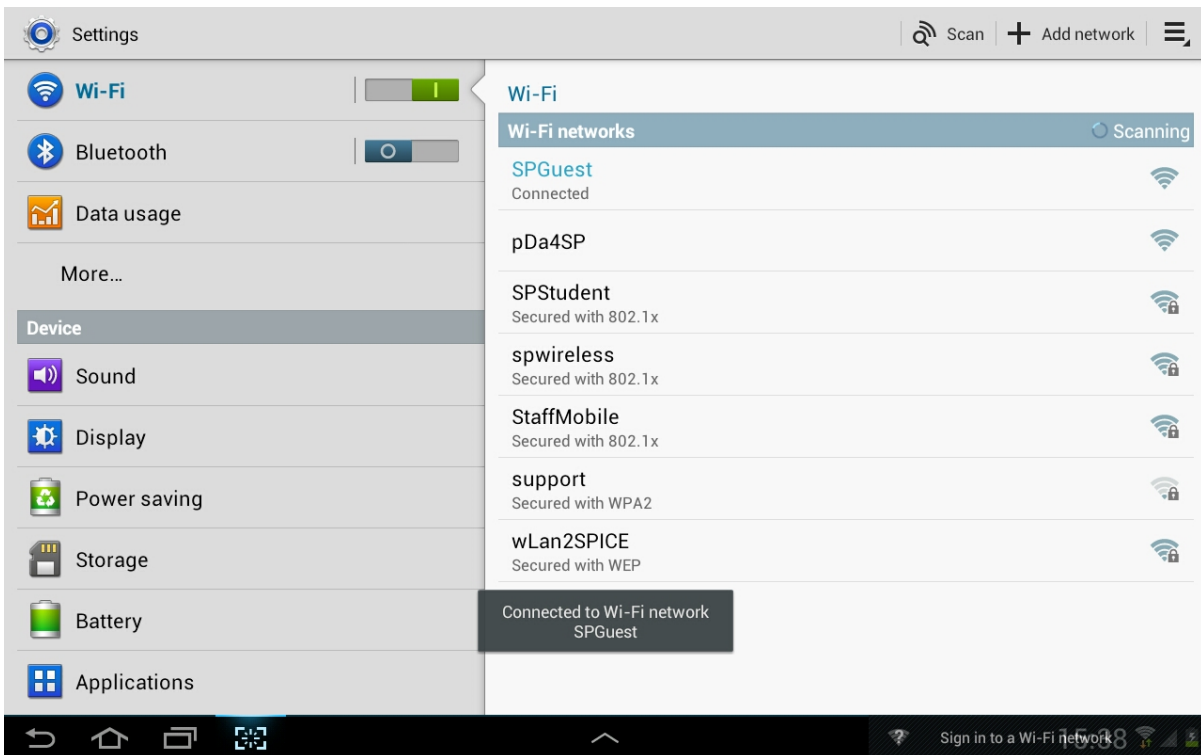 Settings
Scan
Add network
Wi-Fi
Bluetooth
Data usage
More...
Device
Sound
Display
Power saving
Storage
Battery
Applications
Wi-Fi
Wi-Fi networks
Scanning
SPGuest
Connected
pDa4SP
SPStudent
Secured with 802.1x
spwireless
Secured with 802.1x
StaffMobile
Secured with 802.1x
support
Secured with WPA2
wLan2SPICE
Secured with WEP
Connected to Wi-Fi network
SPGuest
Sign in to a Wi-Fi network